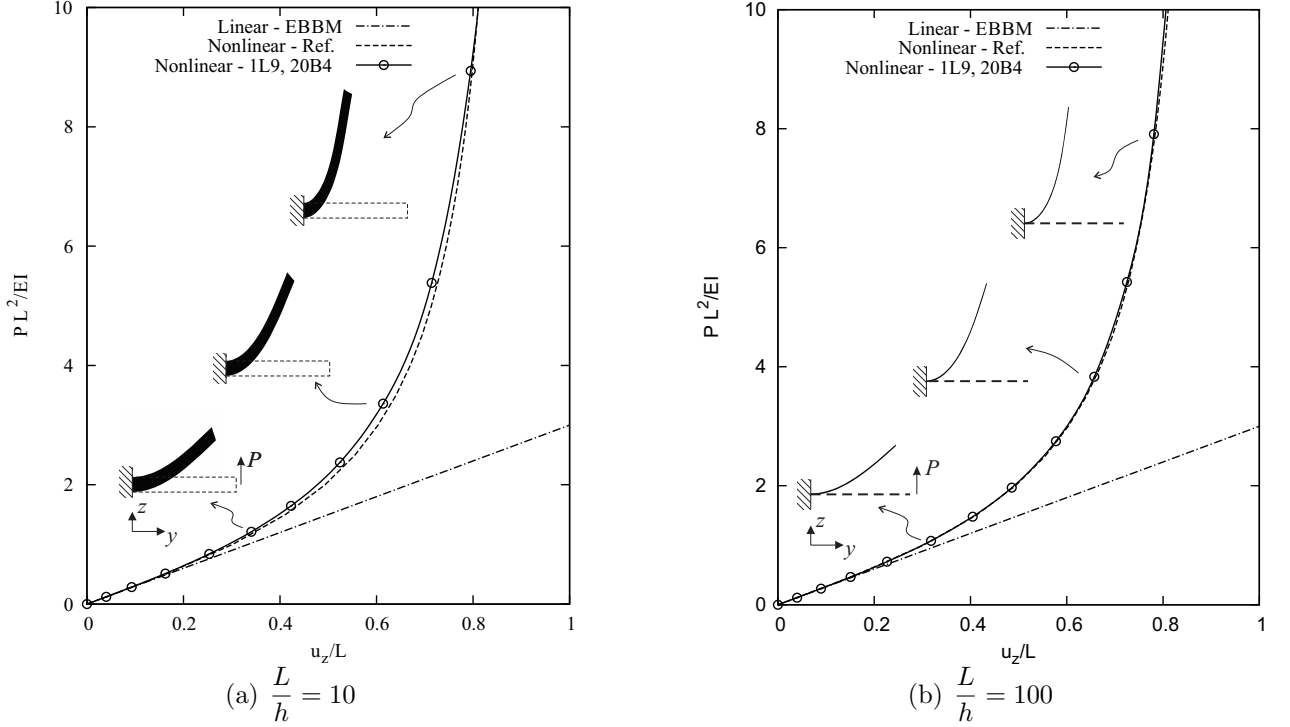 Linear - EBBM
Nonlinear - Ref.
Nonlinear - 1L9, 20B4
10
8
6
4
2
0
P L²/EI
P
z
y
0 0.2 0.4 0.6 0.8 1
u_z/L
(a) L/h = 10
Linear - EBBM
Nonlinear - Ref.
Nonlinear - 1L9, 20B4
10
8
6
4
2
0
P L²/EI
P
z
y
0 0.2 0.4 0.6 0.8 1
u_z/L
(b) L/h = 100